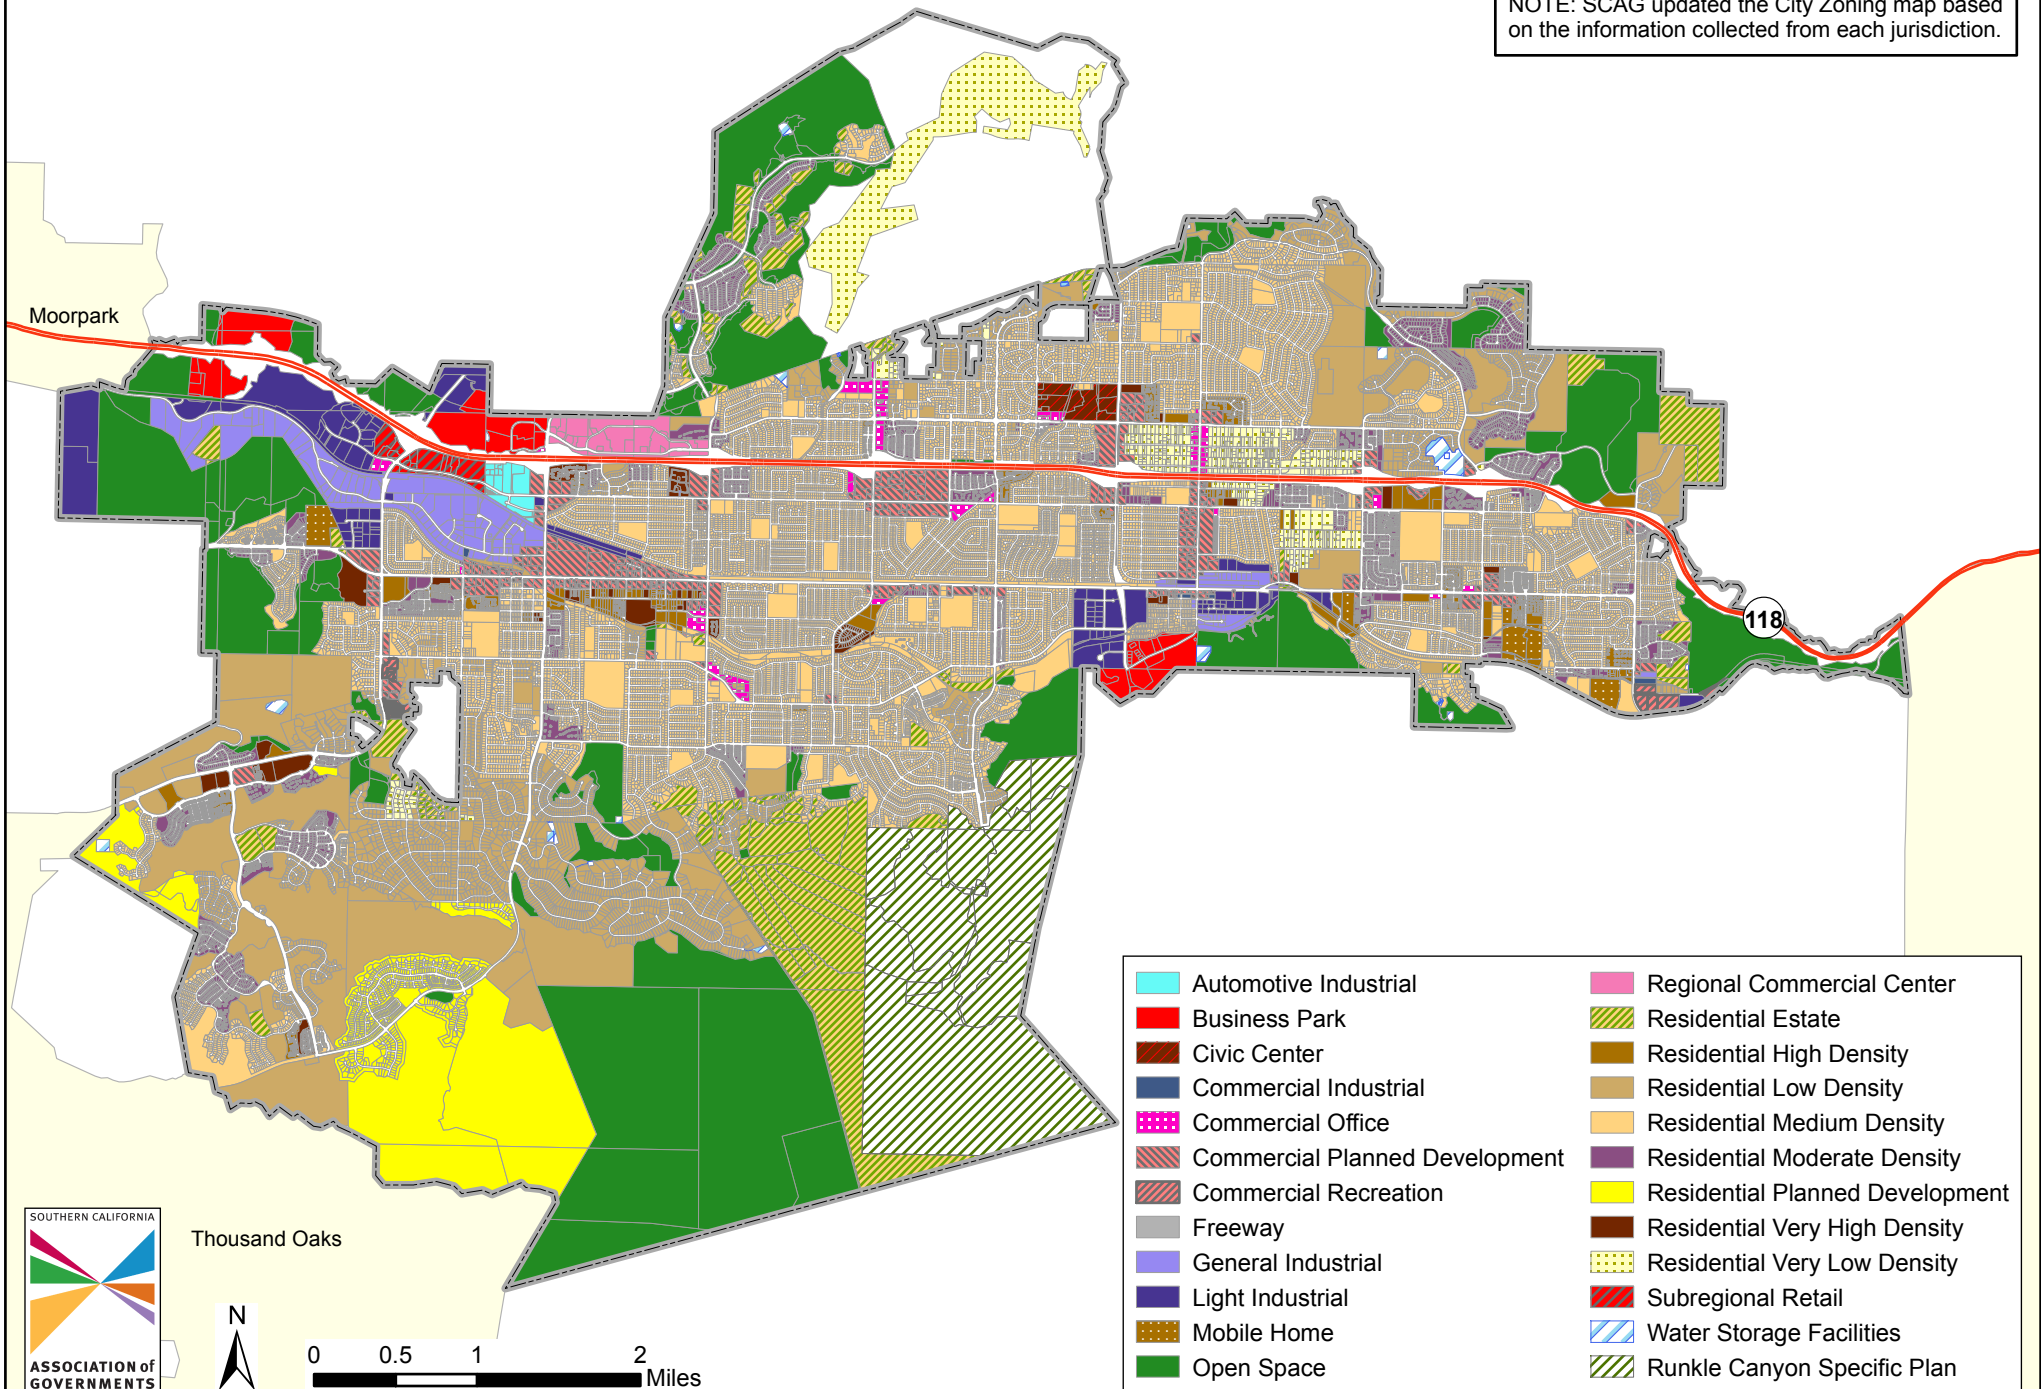 NOTE: SCAG updated the City Zoning map based
on the information collected from each jurisdiction.
Moorpark
118
Thousand Oaks
Automotive Industrial
Business Park
Civic Center
Commercial Industrial
Commercial Office
Commercial Planned Development
Commercial Recreation
Freeway
General Industrial
Light Industrial
Mobile Home
Open Space
Regional Commercial Center
Residential Estate
Residential High Density
Residential Low Density
Residential Medium Density
Residential Moderate Density
Residential Planned Development
Residential Very High Density
Residential Very Low Density
Subregional Retail
Water Storage Facilities
Runkle Canyon Specific Plan
SOUTHERN CALIFORNIA
ASSOCIATION of
GOVERNMENTS
N
0 0.5 1 2
Miles